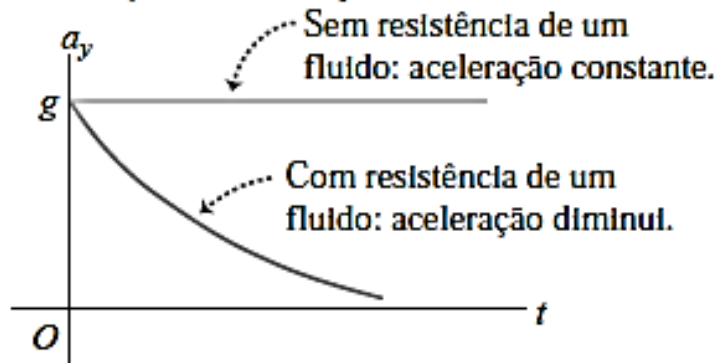 a_y
Sem resistência de um
fluido: aceleração constante.
g
Com resistência de um
fluido: aceleração diminui.
t
O